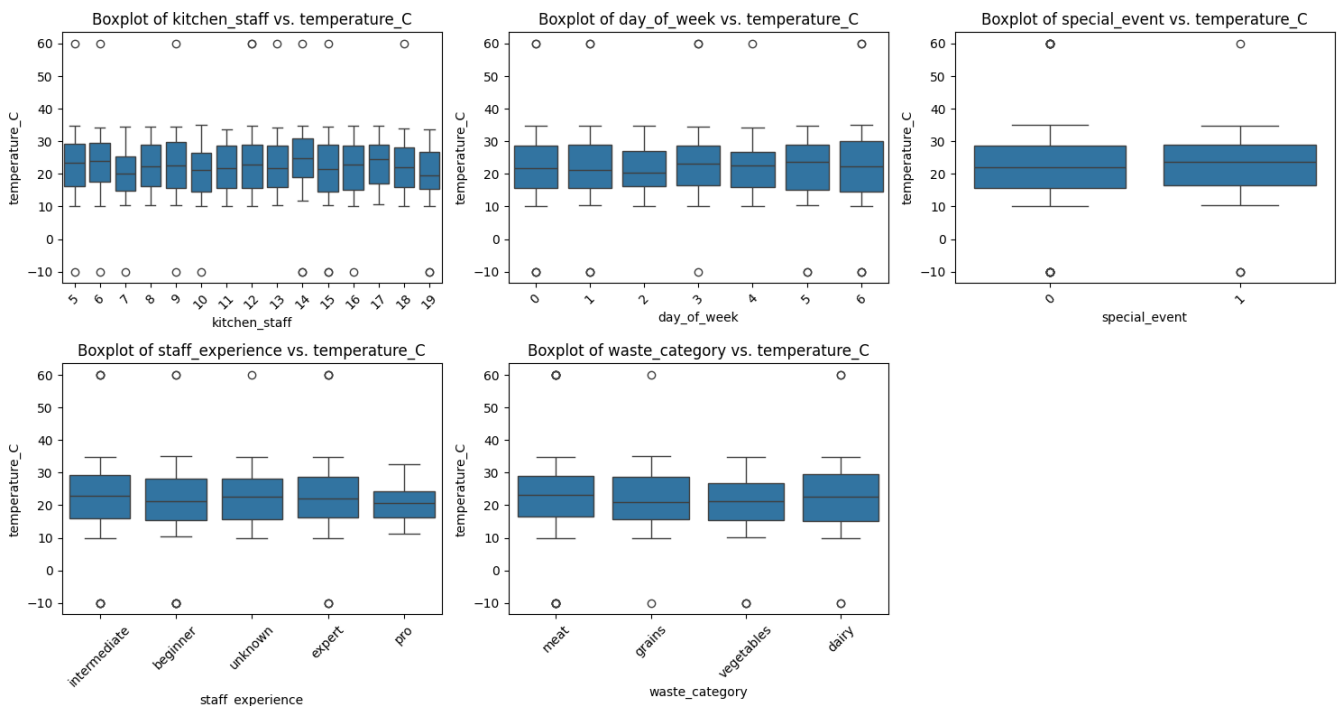 Boxplot of kitchen_staff vs. temperature_C
temperature_C
60
50
40
30
20
10
0
−10
5 6 7 8 9 10 11 12 13 14 15 16 17 18 19
kitchen_staff
Boxplot of day_of_week vs. temperature_C
temperature_C
60
50
40
30
20
10
0
−10
0 1 2 3 4 5 6
day_of_week
Boxplot of special_event vs. temperature_C
temperature_C
60
50
40
30
20
10
0
−10
0 1
special_event
Boxplot of staff_experience vs. temperature_C
temperature_C
60
50
40
30
20
10
0
−10
intermediate beginner unknown expert pro
staff_experience
Boxplot of waste_category vs. temperature_C
temperature_C
60
50
40
30
20
10
0
−10
meat grains vegetables dairy
waste_category